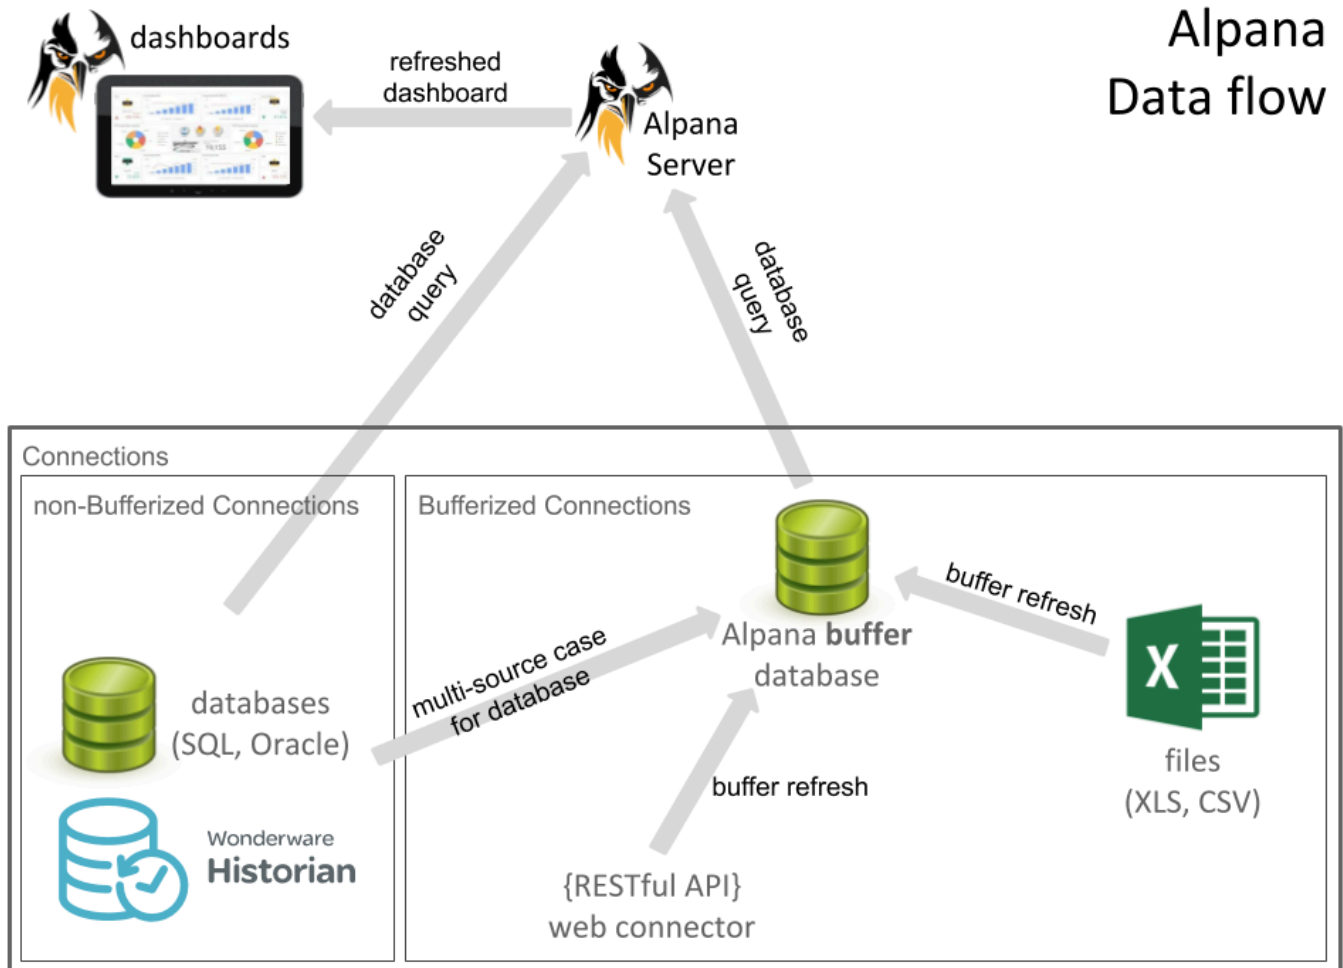 Alpana
Data flow
dashboards
refreshed
dashboard
Alpana
Server
database
query
database
query
Connections
non-Bufferized Connections
Bufferized Connections
buffer refresh
Alpana buffer
database
multi-source case
for database
databases
(SQL, Oracle)
X
files
(XLS, CSV)
buffer refresh
Wonderware
Historian
{RESTful API}
web connector